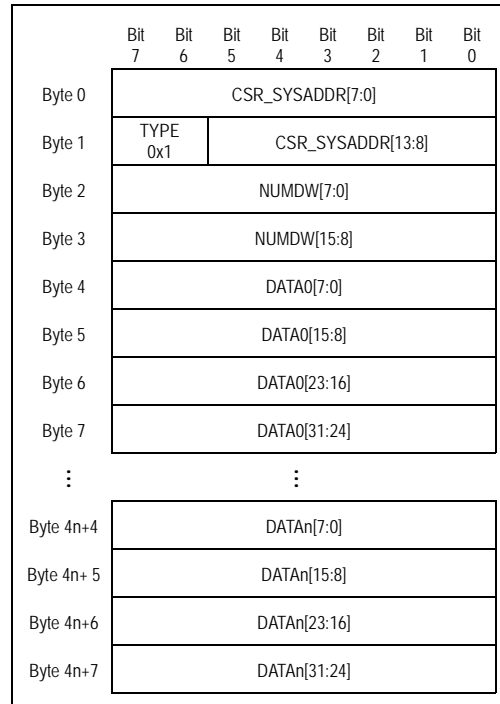 Bit Bit Bit Bit Bit Bit Bit Bit
7 6 5 4 3 2 1 0
Byte 0 CSR_SYSADDR[7:0]
Byte 1 TYPE 0x1 CSR_SYSADDR[13:8]
Byte 2 NUMDW[7:0]
Byte 3 NUMDW[15:8]
Byte 4 DATA0[7:0]
Byte 5 DATA0[15:8]
Byte 6 DATA0[23:16]
Byte 7 DATA0[31:24]
⋮ ⋮
Byte 4n+4 DATAn[7:0]
Byte 4n+ 5 DATAn[15:8]
Byte 4n+6 DATAn[23:16]
Byte 4n+7 DATAn[31:24]